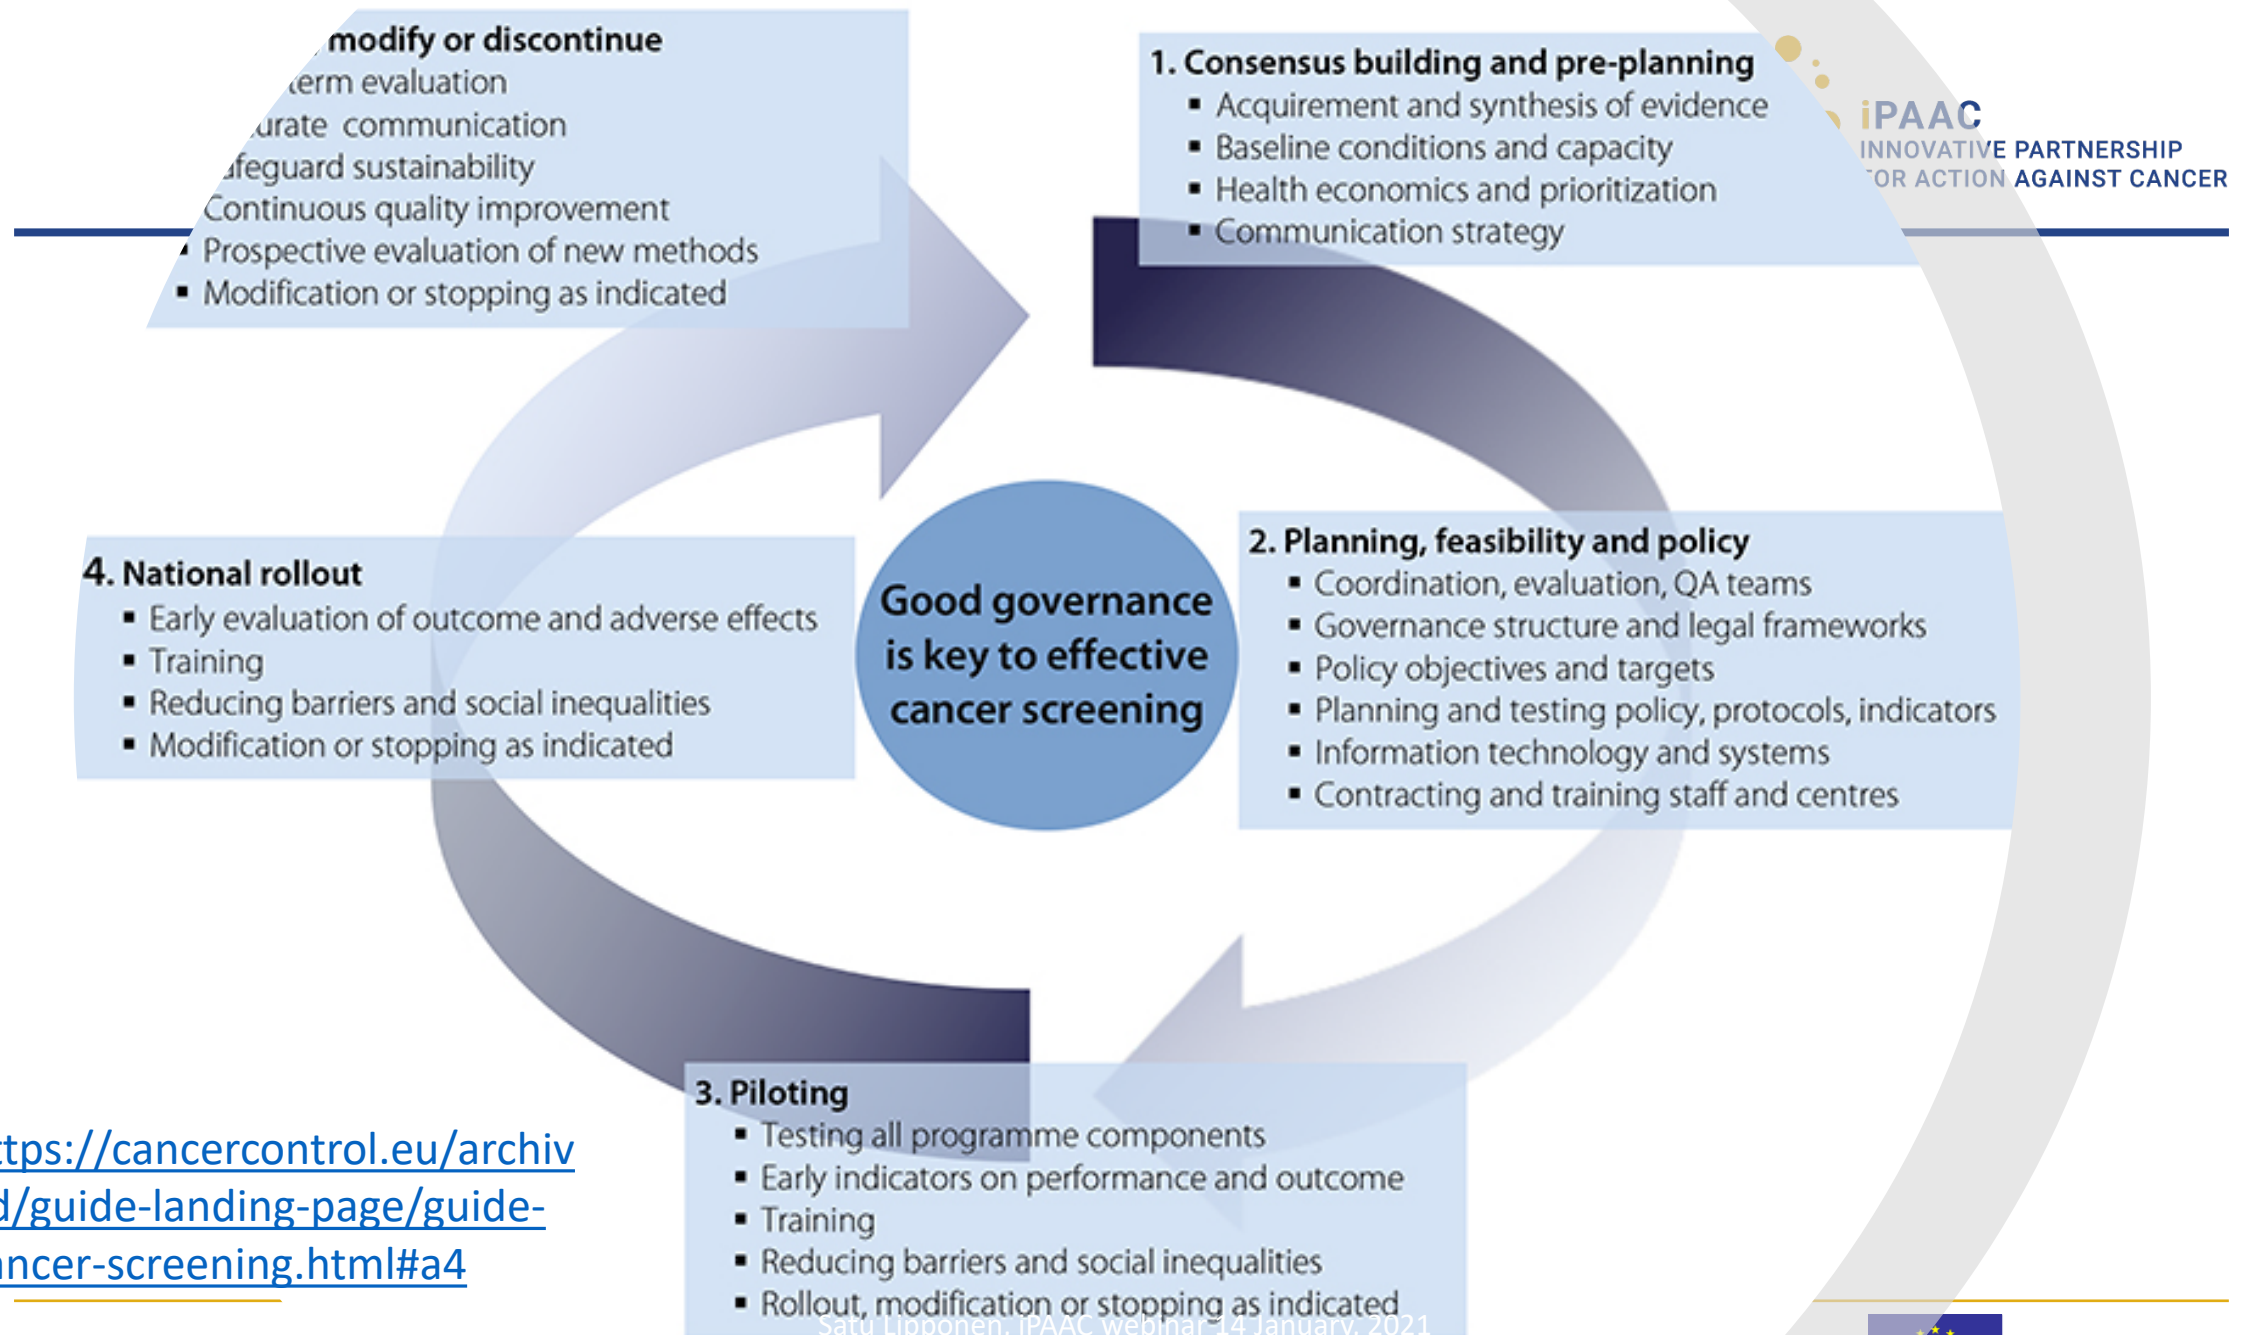 modify or discontinue
term evaluation
urate communication
afeguard sustainability
Continuous quality improvement
▪ Prospective evaluation of new methods
▪ Modification or stopping as indicated
1. Consensus building and pre-planning
▪ Acquirement and synthesis of evidence
▪ Baseline conditions and capacity
▪ Health economics and prioritization
▪ Communication strategy
iPAAC
INNOVATIVE PARTNERSHIP
FOR ACTION AGAINST CANCER
2. Planning, feasibility and policy
▪ Coordination, evaluation, QA teams
▪ Governance structure and legal frameworks
▪ Policy objectives and targets
▪ Planning and testing policy, protocols, indicators
▪ Information technology and systems
▪ Contracting and training staff and centres
Good governance
is key to effective
cancer screening
4. National rollout
▪ Early evaluation of outcome and adverse effects
▪ Training
▪ Reducing barriers and social inequalities
▪ Modification or stopping as indicated
3. Piloting
▪ Testing all programme components
▪ Early indicators on performance and outcome
▪ Training
▪ Reducing barriers and social inequalities
▪ Rollout, modification or stopping as indicated
ttps://cancercontrol.eu/archiv
d/guide-landing-page/guide-
ancer-screening.html#a4
Satu Lipponen, iPAAC webinar 14 January, 2021